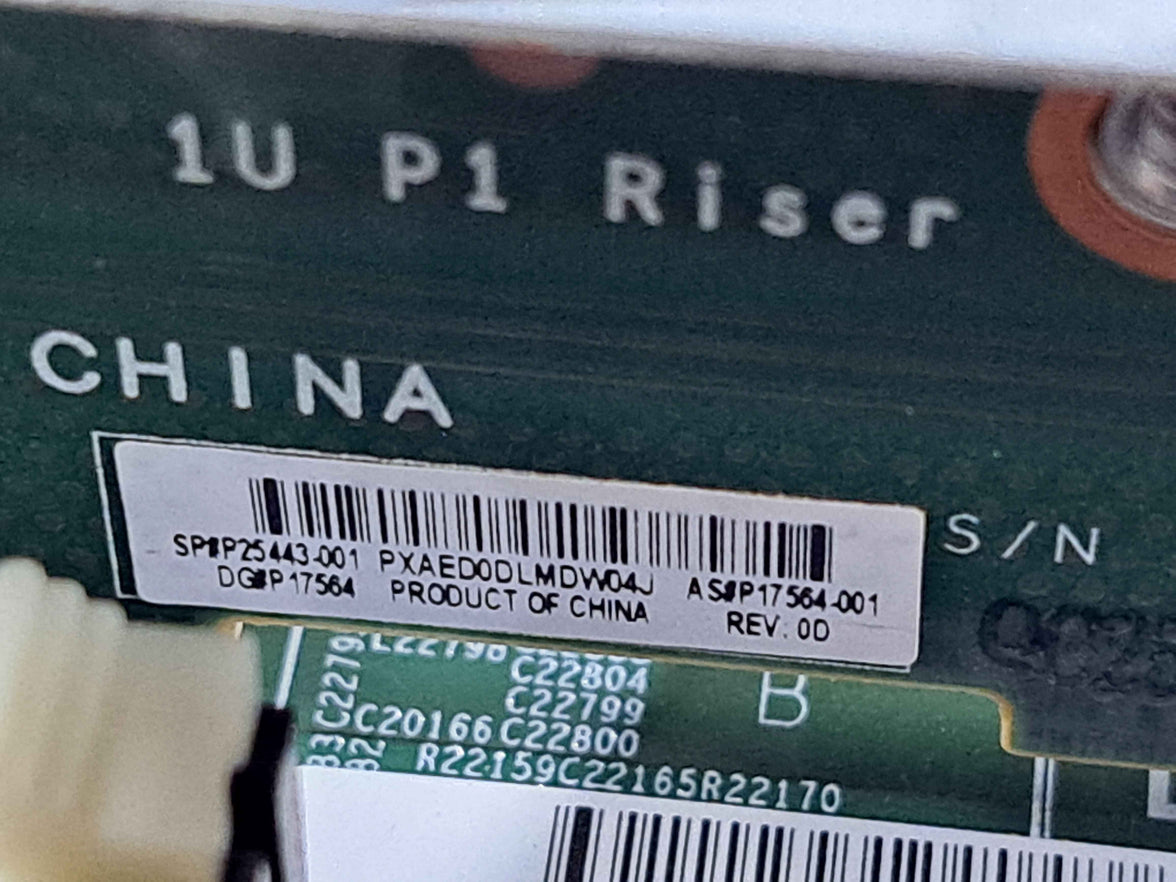 1U P1 Riser
CHINA
S/N
SP#P25443-001 PXAED0DLMDW04J AS#P17564-001
DG#P17564 PRODUCT OF CHINA REV: 0D
C22804
C22799
C20166 C22800
R22159C22165R22170
B